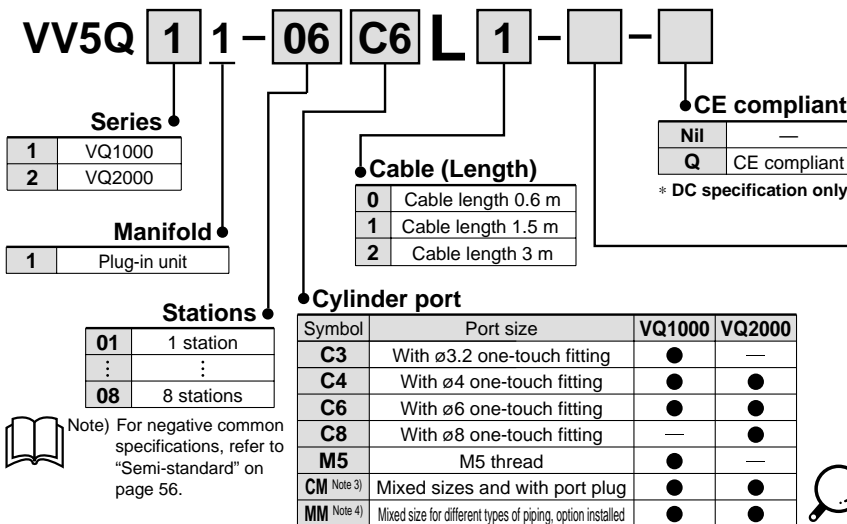 VV5Q 1 1 – 06 C6 L 1 – –
Series
1 VQ1000
2 VQ2000
Manifold
1 Plug-in unit
Stations
01 1 station
⋮ ⋮
08 8 stations
Note) For negative common
specifications, refer to
“Semi-standard” on
page 56.
Cable (Length)
0 Cable length 0.6 m
1 Cable length 1.5 m
2 Cable length 3 m
CE compliant
Nil —
Q CE compliant
* DC specification only
Cylinder port
Symbol Port size VQ1000 VQ2000
C3 With ø3.2 one-touch fitting ● —
C4 With ø4 one-touch fitting ● ●
C6 With ø6 one-touch fitting ● ●
C8 With ø8 one-touch fitting — ●
M5 M5 thread ● —
CM Note 3) Mixed sizes and with port plug ● ●
MM Note 4) Mixed size for different types of piping, option installed ● ●